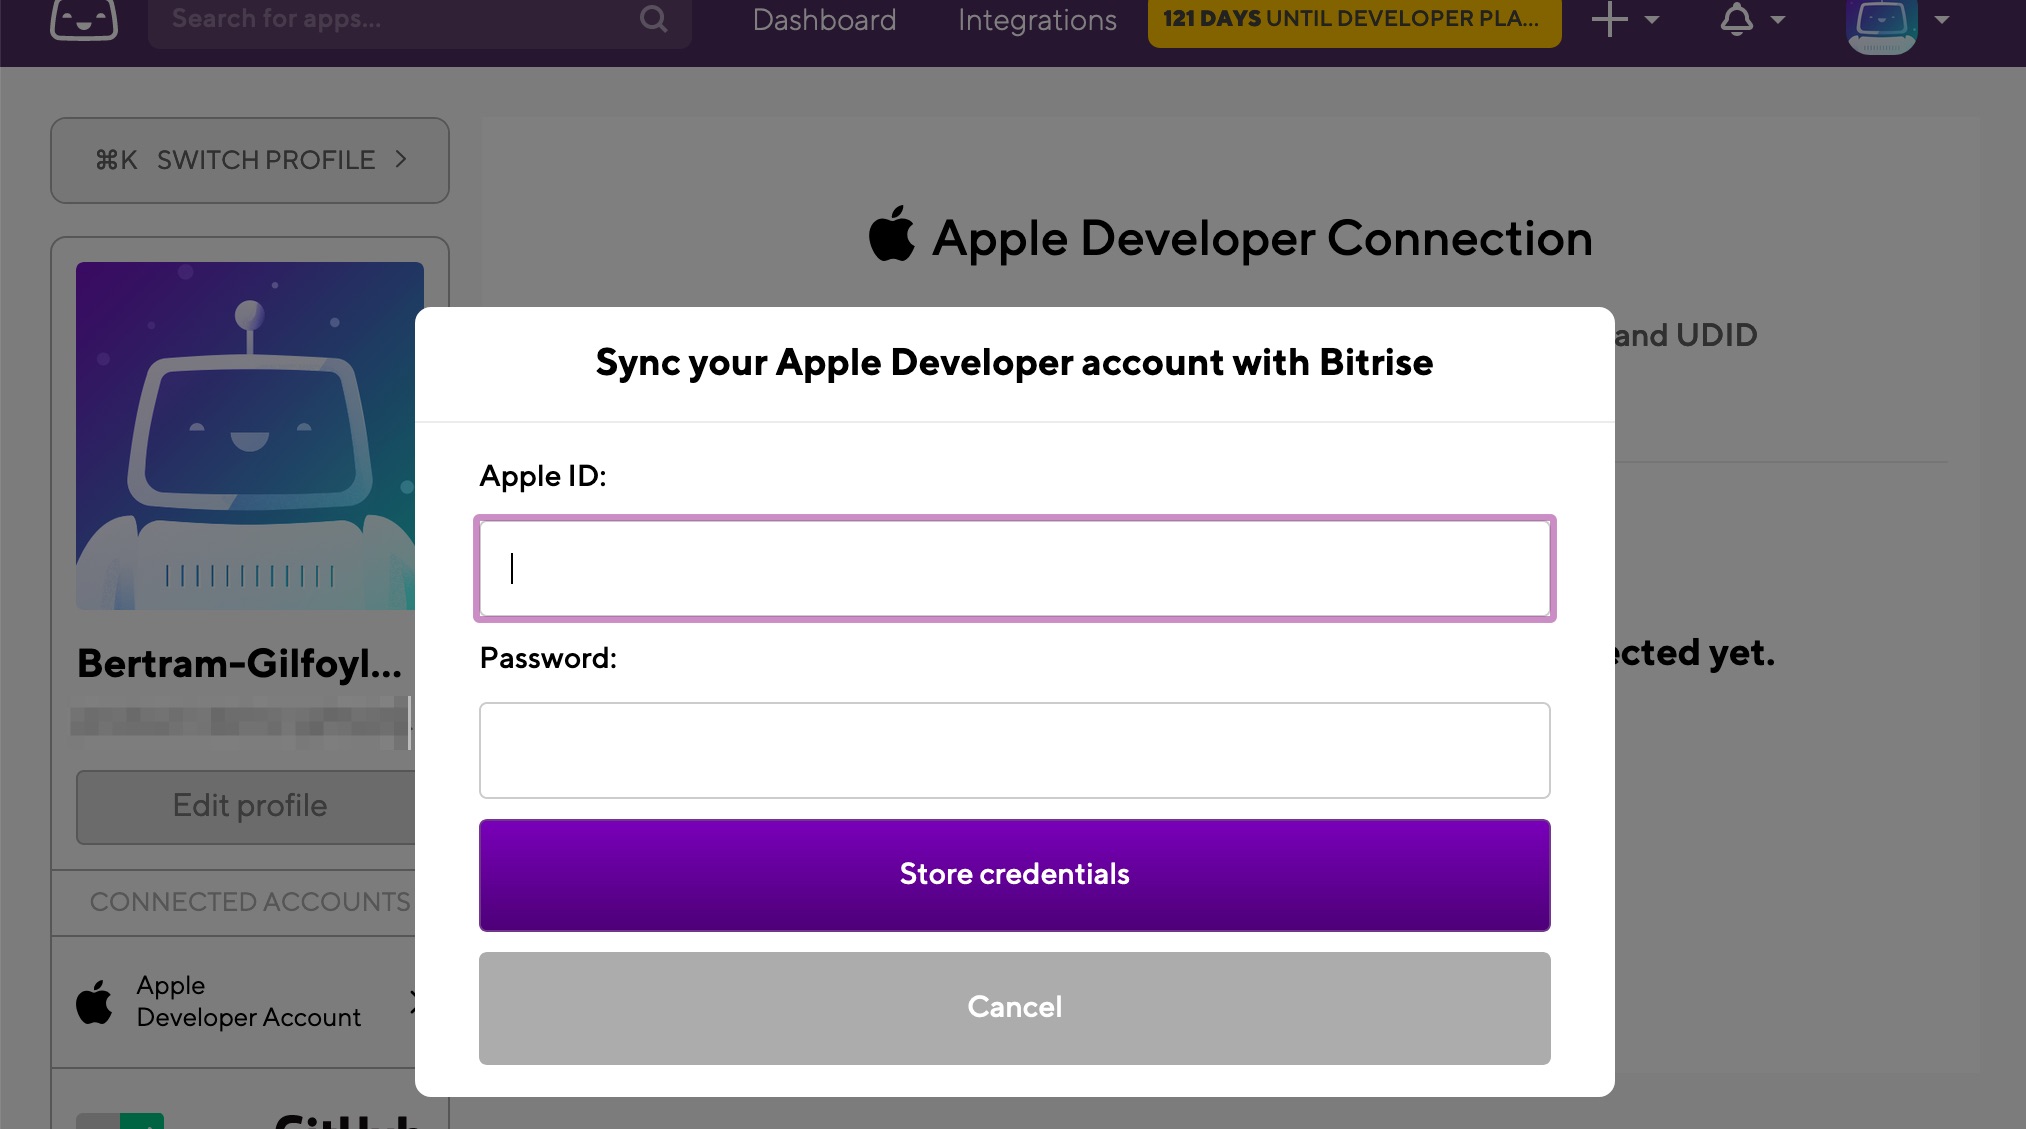 Search for apps...
Dashboard
Integrations
121 DAYS UNTIL DEVELOPER PLA...
⌘K SWITCH PROFILE
Apple Developer Connection
and UDID
Sync your Apple Developer account with Bitrise
Apple ID:
Password:
ected yet.
Store credentials
Cancel
Bertram-Gilfoyl...
Edit profile
CONNECTED ACCOUNTS
Apple
Developer Account
GitHub